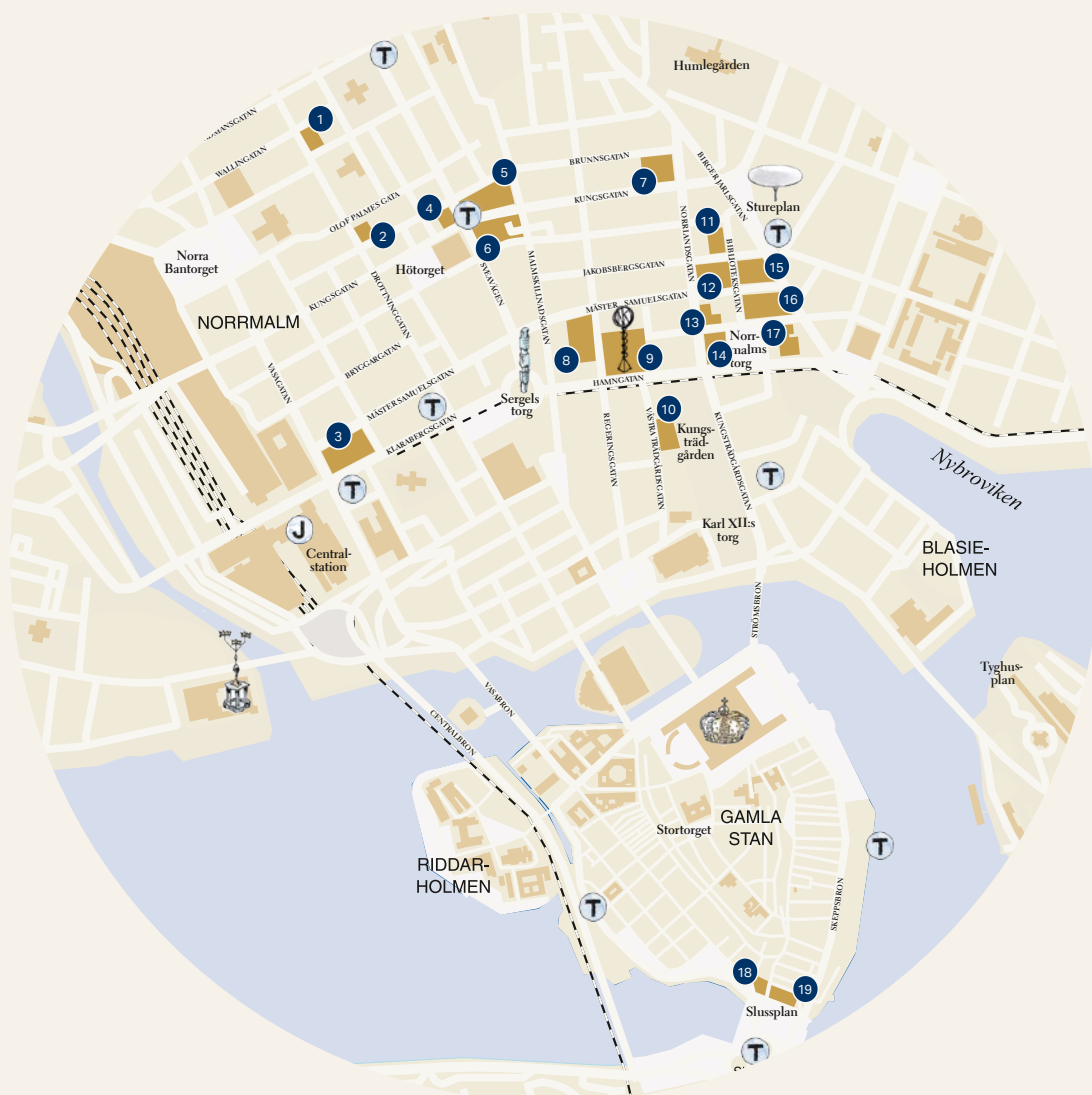 T
Humlegården
1
MANSGATAN
WALLINGATAN
5
BRUNNSGATAN
7
BIRGER JARLSGATAN
Stureplan
KUNGSGATAN
4
T
OLOF PALMES GATA
2
11
NORRLANDSGATAN
T
6
Norra
Bantorget
Hötorget
SVEAVÄGEN
MALMSKILLNADSGATAN
JAKOBSBERGSGATAN
BIBLIOTEKSGATAN
15
12
DROTTNINGGATAN
KUNGSGATAN
MÄSTER SAMUELSGATAN
16
NORRMALM
NK
13
17
Norr-
malms
torg
14
8
9
BRYGGARGATAN
VASAGATAN
HAMNGATAN
MÄSTER SAMUELSGATAN
T
Sergels
torg
10
Kungs-
träd-
gården
3
KLARABERGSGATAN
REGERINGSGATAN
VÄSTRA TRÄDGÅRDSGATAN
KUNGSTRÄDGÅRDSGATAN
T
Nybroviken
T
J
Central-
station
Karl XII:s
torg
BLASIE-
HOLMEN
STRÖMSBRON
Tyghus-
plan
VASABRON
CENTRALBRON
GAMLA
STAN
Stortorget
T
RIDDAR-
HOLMEN
T
SKEPPSBRON
18
19
Slussplan
T